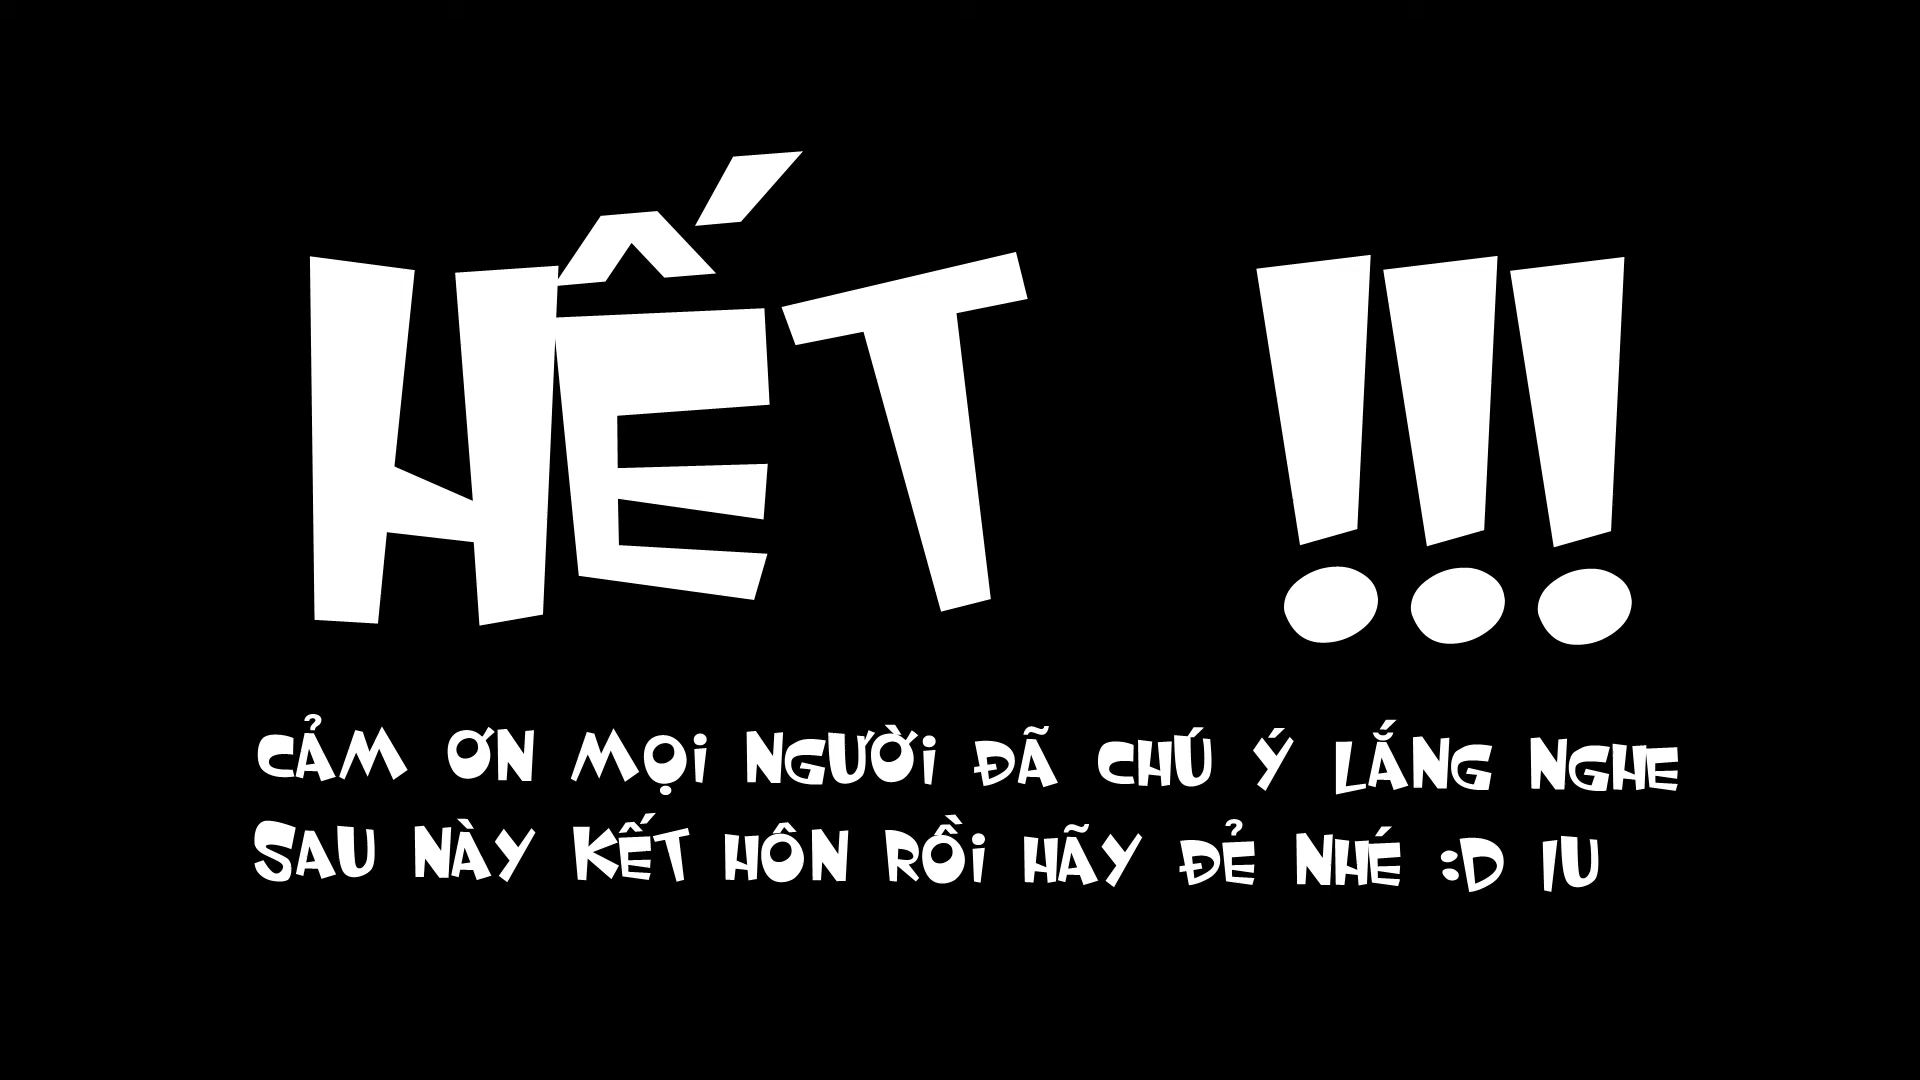 HẾT !!!
CẢM ƠN MỌI NGƯỜI ĐÃ CHÚ Ý LẮNG NGHE
SAU NÀY KẾT HÔN RỒI HÃY ĐẺ NHÉ :D IU